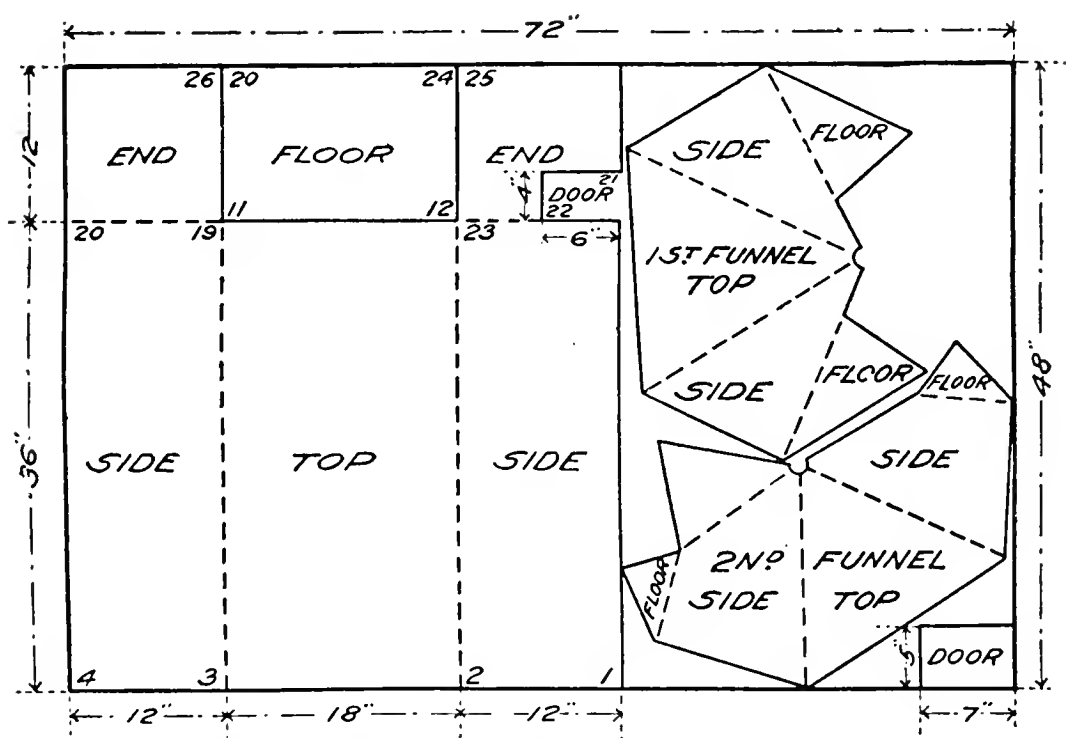 72"
26 20 24 25
12"
END FLOOR END
SIDE FLOOR
4" DOOR 21
22
11 12
20 19 23
6"
1ST FUNNEL
TOP
SIDE FLOOR
FLOOR
48"
36"
SIDE TOP SIDE
SIDE
2ND FUNNEL
SIDE TOP
FLOOR
5" DOOR
4 3 2 1
12" 18" 12" 7"